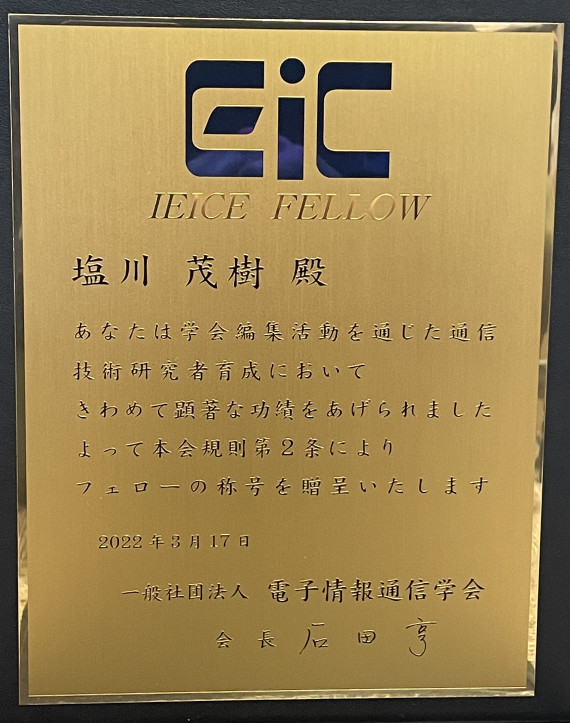 EiC
IEICE FELLOW
塩川 茂樹 殿
あなたは学会編集活動を通じた通信
技術研究者育成において
きわめて顕著な功績をあげられました
よって本会規則第2条により
フェローの称号を贈呈いたします
2022年3月17日
一般社団法人 電子情報通信学会
会長 石田 亨